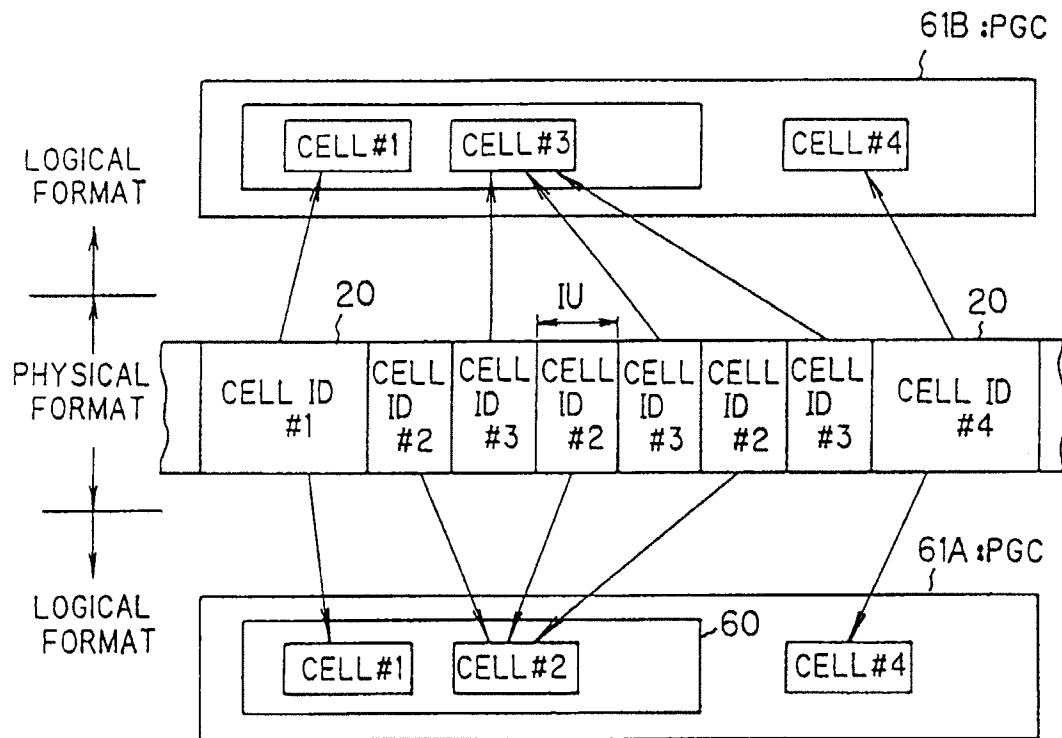 61B:PGC
CELL#1
CELL#3
CELL#4
LOGICAL
FORMAT
20
IU
20
PHYSICAL
FORMAT
CELL ID
#1
CELL
ID
#2
CELL
ID
#3
CELL
ID
#2
CELL
ID
#3
CELL
ID
#2
CELL
ID
#3
CELL ID
#4
61A:PGC
LOGICAL
FORMAT
60
CELL#1
CELL#2
CELL#4